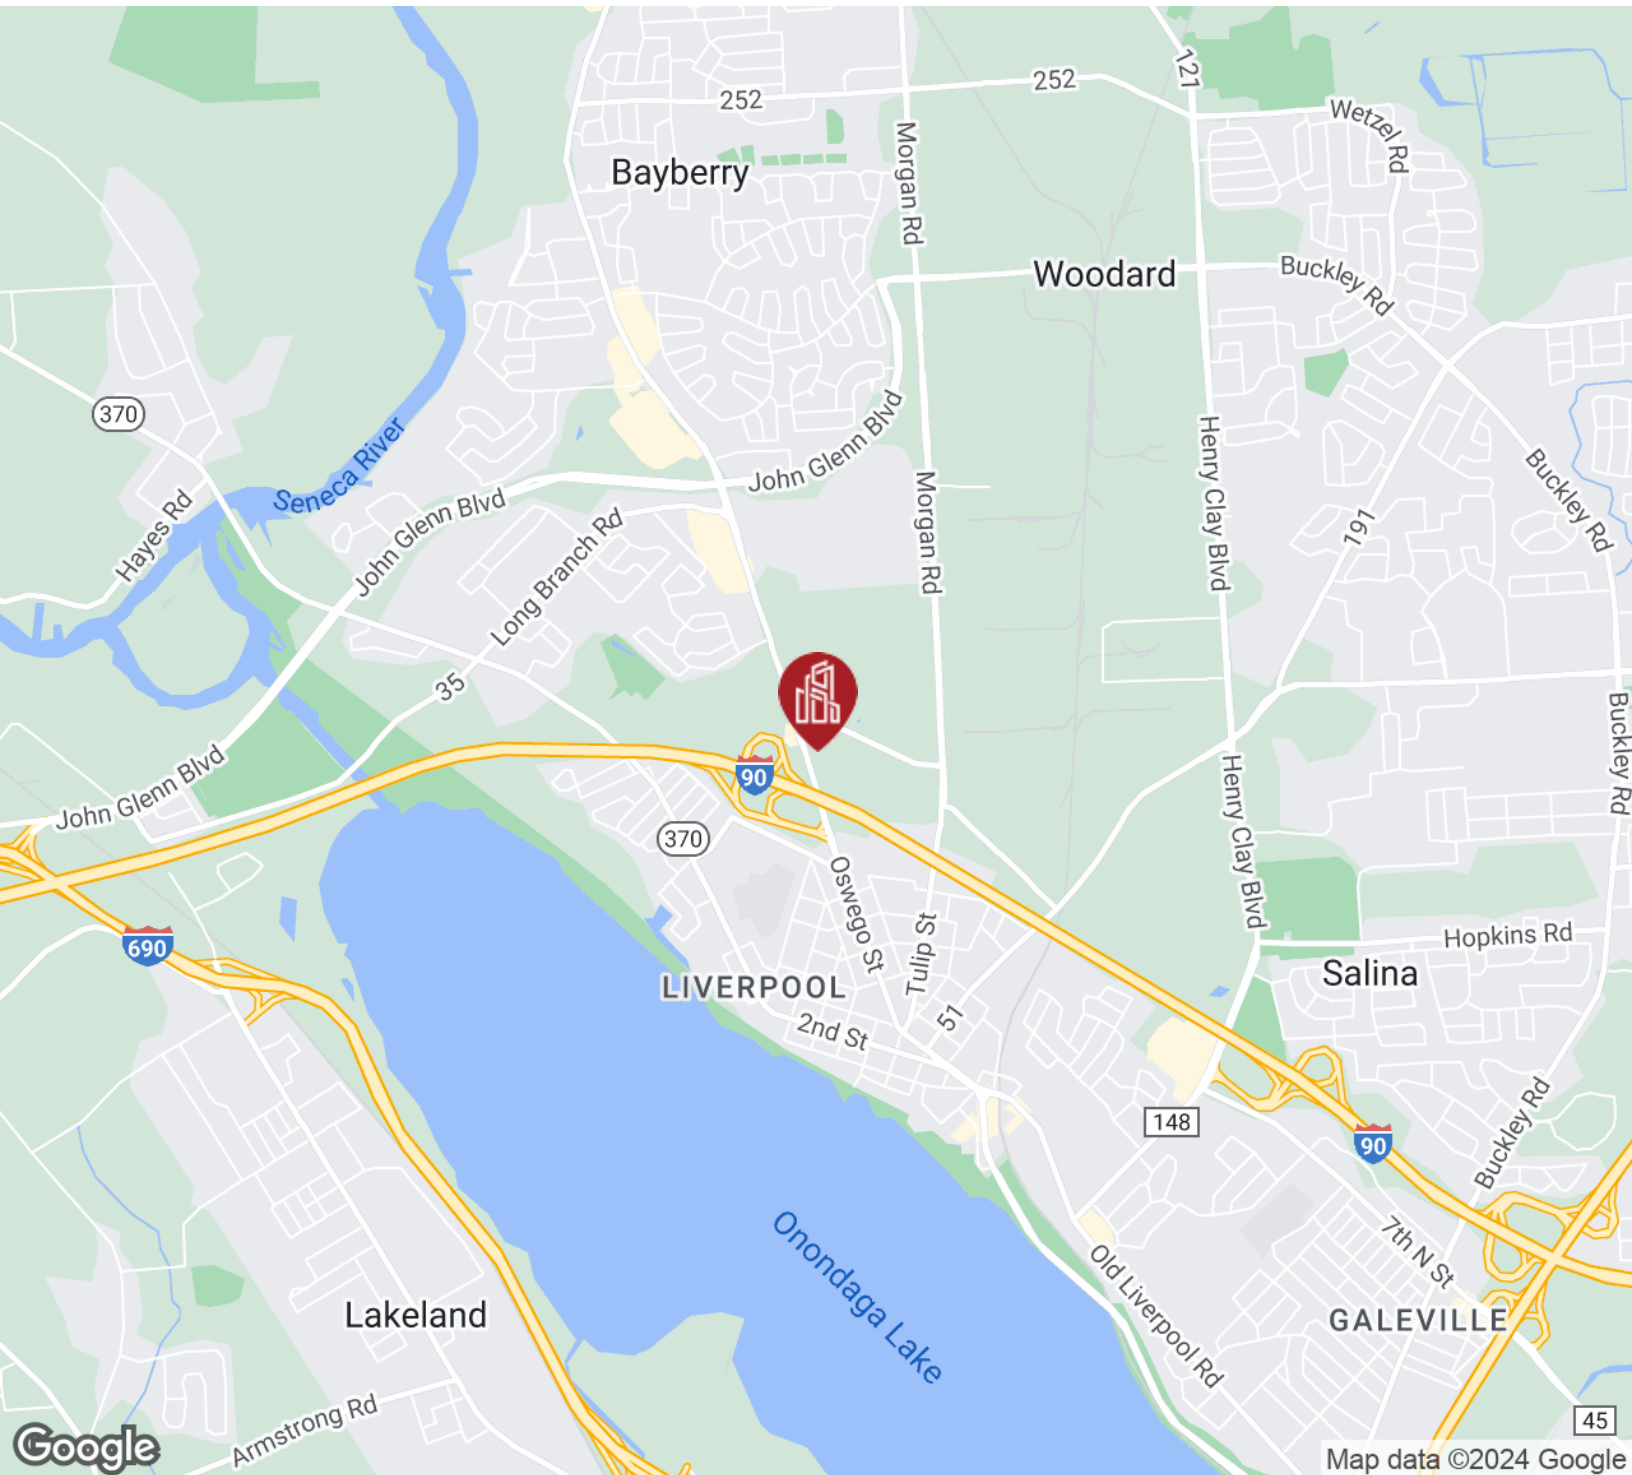 252
252
121
Wetzel Rd
Bayberry
Morgan Rd
Woodard
Buckley Rd
370
Seneca River
John Glenn Blvd
John Glenn Blvd
Hayes Rd
Long Branch Rd
Morgan Rd
Henry Clay Blvd
191
Buckley Rd
35
John Glenn Blvd
90
Buckley Rd
Henry Clay Blvd
370
Oswego St
Tulip St
690
Hopkins Rd
LIVERPOOL
Salina
51
2nd St
148
90
Buckley Rd
Onondaga Lake
Old Liverpool Rd
7th N St
Lakeland
GALEVILLE
Armstrong Rd
45
Google
Map data ©2024 Google